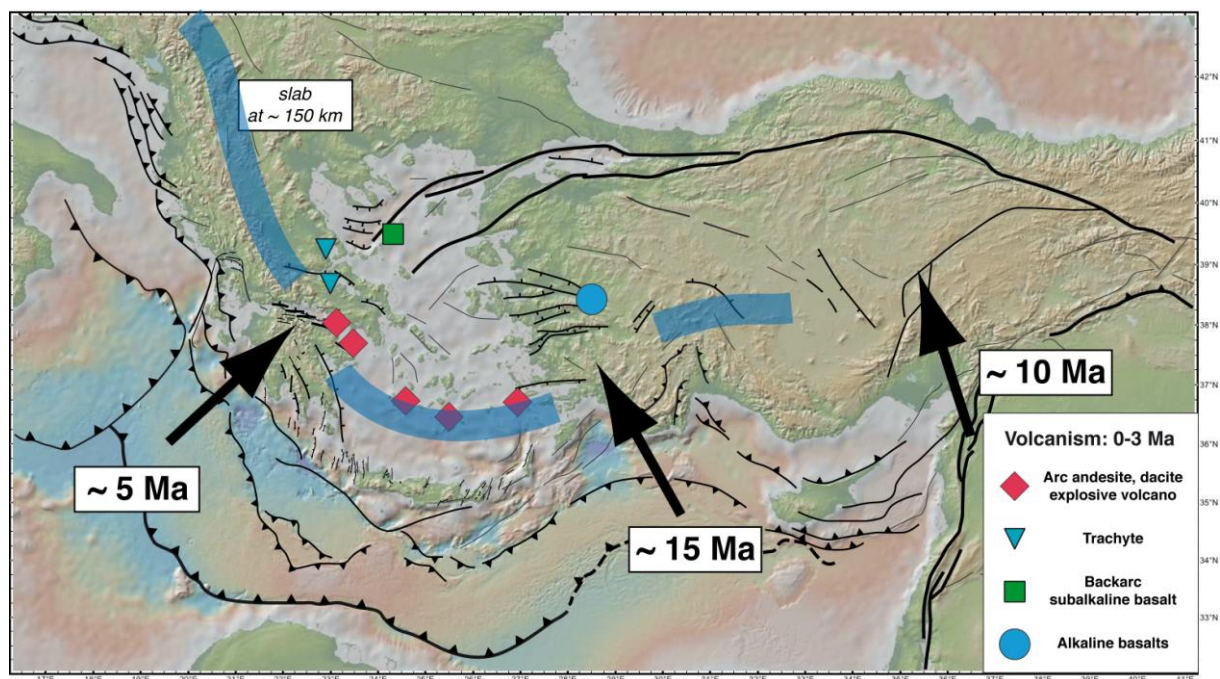 slab
at ~ 150 km
42°N
41°N
40°N
39°N
38°N
37°N
36°N
35°N
34°N
33°N
~ 5 Ma
~ 15 Ma
~ 10 Ma
Volcanism: 0-3 Ma
Arc andesite, dacite
explosive volcano
Trachyte
Backarc
subalkaline basalt
Alkaline basalts